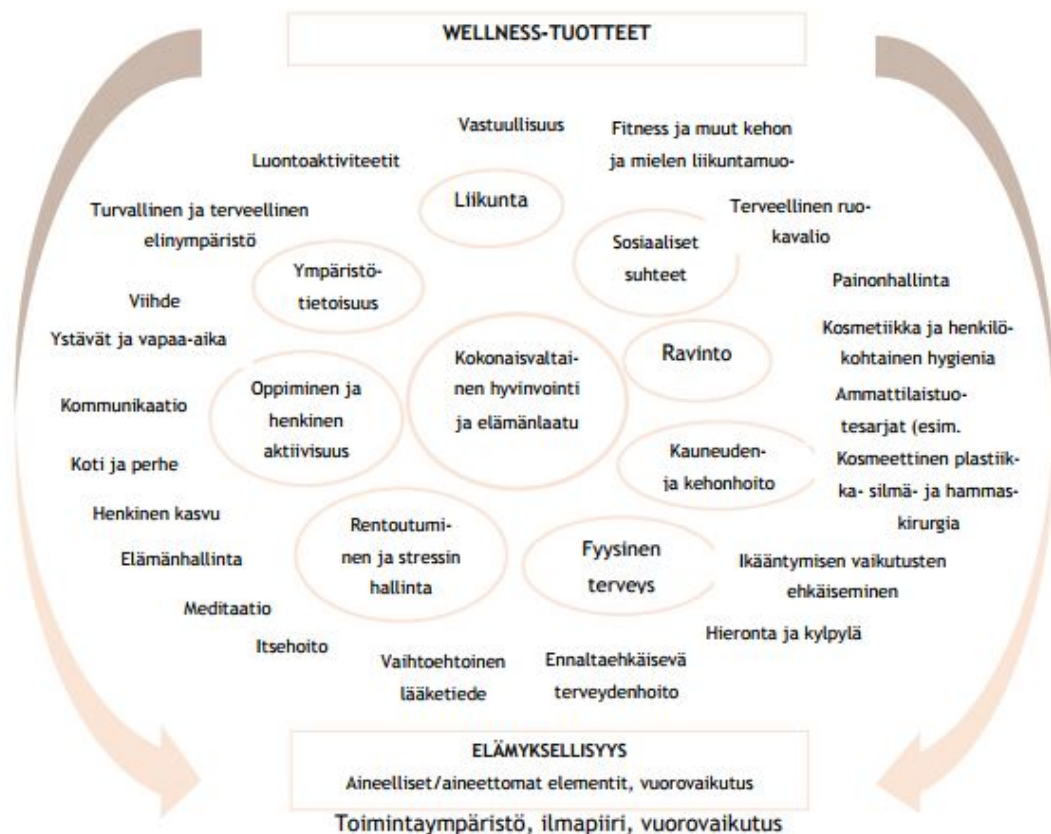 WELLNESS-TUOTTEET
Vastuullisuus
Fitness ja muut kehon
ja mielen liikuntamuo-
Luontoaktiviteetit
Liikunta
Terveellinen ruo-
kavalio
Turvallinen ja terveellinen
elinympäristö
Sosiaaliset
suhteet
Ympäristö-
tietoisuus
Painonhallinta
Viihde
Ystävät ja vapaa-aika
Kosmetiikka ja henkilö-
kohtainen hygienia
Ravinto
Kokonaisvaltai-
nen hyvinvointi
ja elämänlaatu
Oppiminen ja
henkinen
aktiivisuus
Kommunikaatio
Ammattilaistuo-
tesarjat (esim.
Kauneuden-
ja kehonhoito
Koti ja perhe
Kosmeettinen plastiik-
ka- silmä- ja hammas-
kirurgia
Henkinen kasvu
Rentoutumi-
nen ja stressin
hallinta
Fyysinen
terveys
Elämänhallinta
Ikääntymisen vaikutusten
ehkäiseminen
Meditaatio
Hieronta ja kylpylä
Itsehoito
Vaihtoehtoinen
lääketiede
Ennaltaehkäisevä
terveydenhoito
ELÄMYKSELLISYYS
Aineelliset/aineettomat elementit, vuorovaikutus
Toimintaympäristö, ilmapiiri, vuorovaikutus